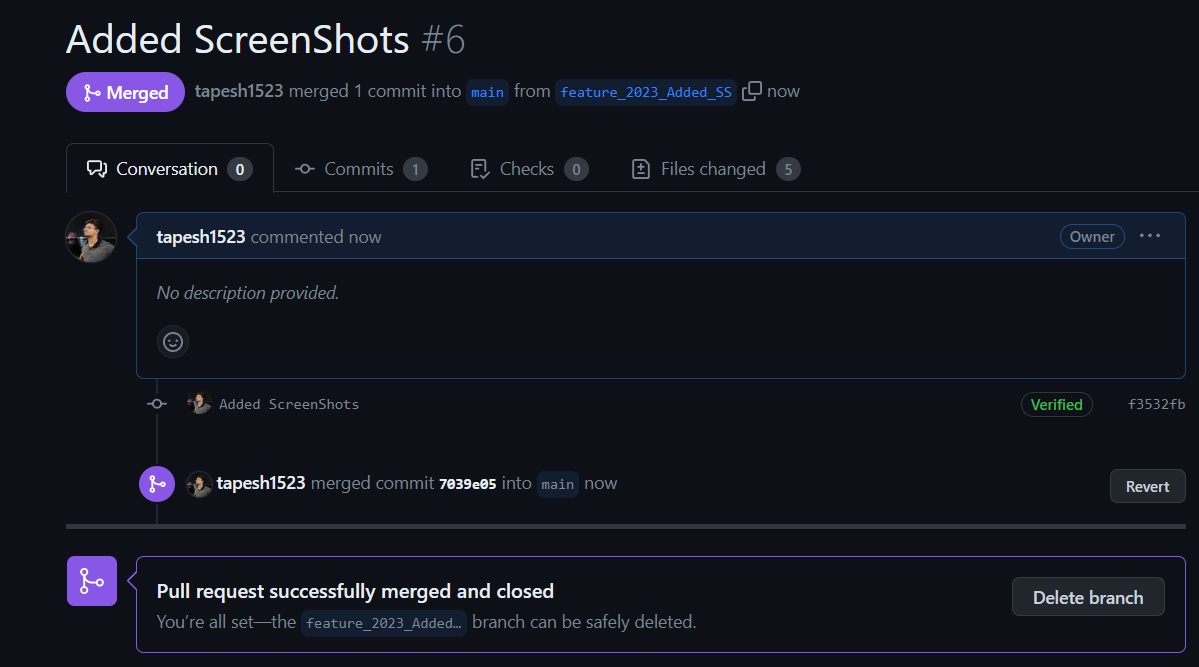 Added ScreenShots #6
Merged tapesh1523 merged 1 commit into main from feature_2023_Added_SS now
Conversation 0 Commits 1 Checks 0 Files changed 5
tapesh1523 commented now Owner ...
No description provided.
Added ScreenShots Verified f3532fb
tapesh1523 merged commit 7039e05 into main now Revert
Pull request successfully merged and closed
Delete branch
You’re all set—the feature_2023_Added… branch can be safely deleted.